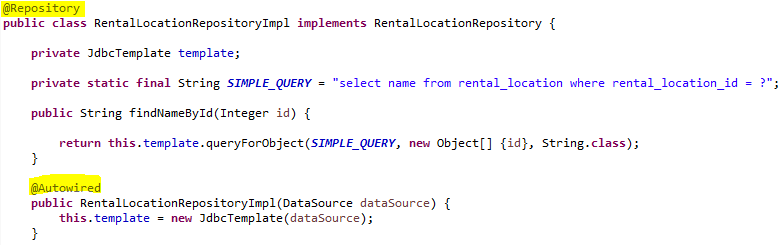 @Repository
public class RentalLocationRepositoryImpl implements RentalLocationRepository {
private JdbcTemplate template;
private static final String SIMPLE_QUERY = "select name from rental_location where rental_location_id = ?";
public String findNameById(Integer id) {
return this.template.queryForObject(SIMPLE_QUERY, new Object[] {id}, String.class);
}
@Autowired
public RentalLocationRepositoryImpl(DataSource dataSource) {
this.template = new JdbcTemplate(dataSource);
}